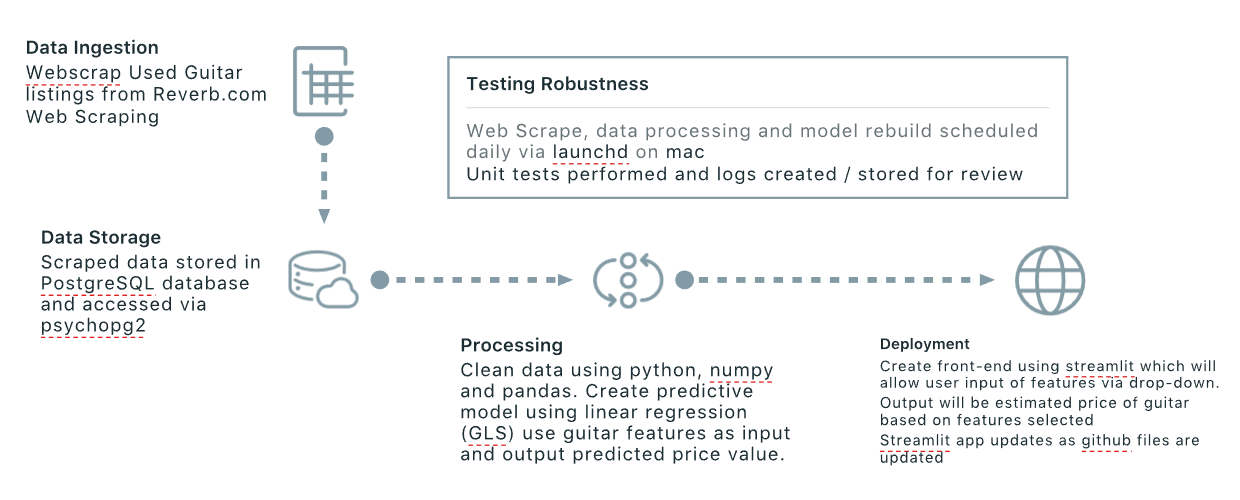 Data Ingestion
Webscrap Used Guitar
listings from Reverb.com
Web Scraping
Testing Robustness
Web Scrape, data processing and model rebuild scheduled
daily via launchd on mac
Unit tests performed and logs created / stored for review
Data Storage
Scraped data stored in
PostgreSQL database
and accessed via
psychopg2
Processing
Clean data using python, numpy
and pandas. Create predictive
model using linear regression
(GLS) use guitar features as input
and output predicted price value.
Deployment
Create front-end using streamlit which will
allow user input of features via drop-down.
Output will be estimated price of guitar
based on features selected
Streamlit app updates as github files are
updated